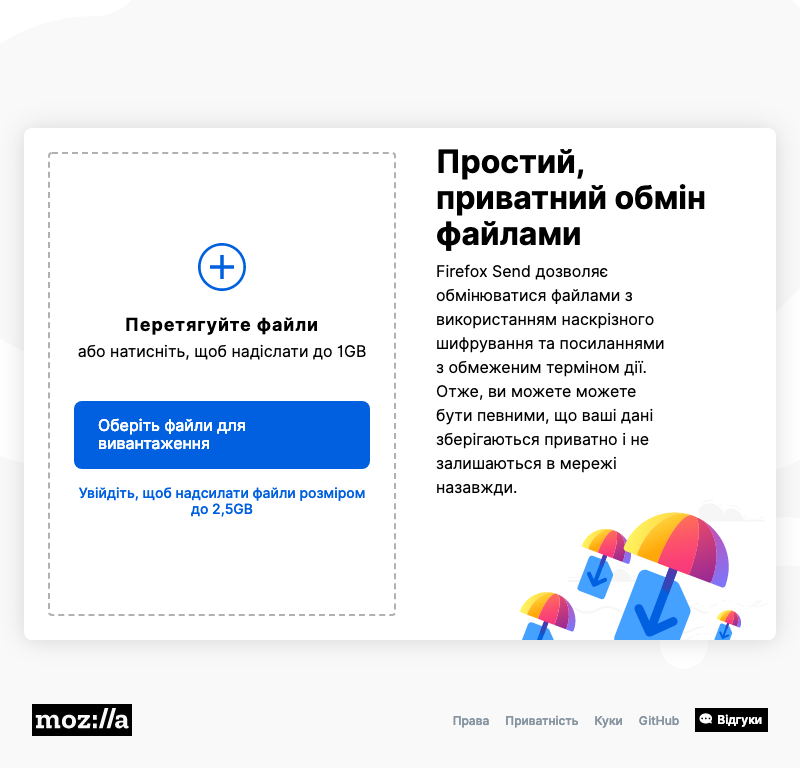 Перетягуйте файли
або натисніть, щоб надіслати до 1GB
Оберіть файли для
вивантаження
Увійдіть, щоб надсилати файли розміром
до 2,5GB
Простий,
приватний обмін
файлами
Firefox Send дозволяє
обмінюватися файлами з
використанням наскрізного
шифрування та посиланнями
з обмеженим терміном дії.
Отже, ви можете можете
бути певними, що ваші дані
зберігаються приватно і не
залишаються в мережі
назавжди.
moz://a
Права Приватність Куки GitHub Відгуки